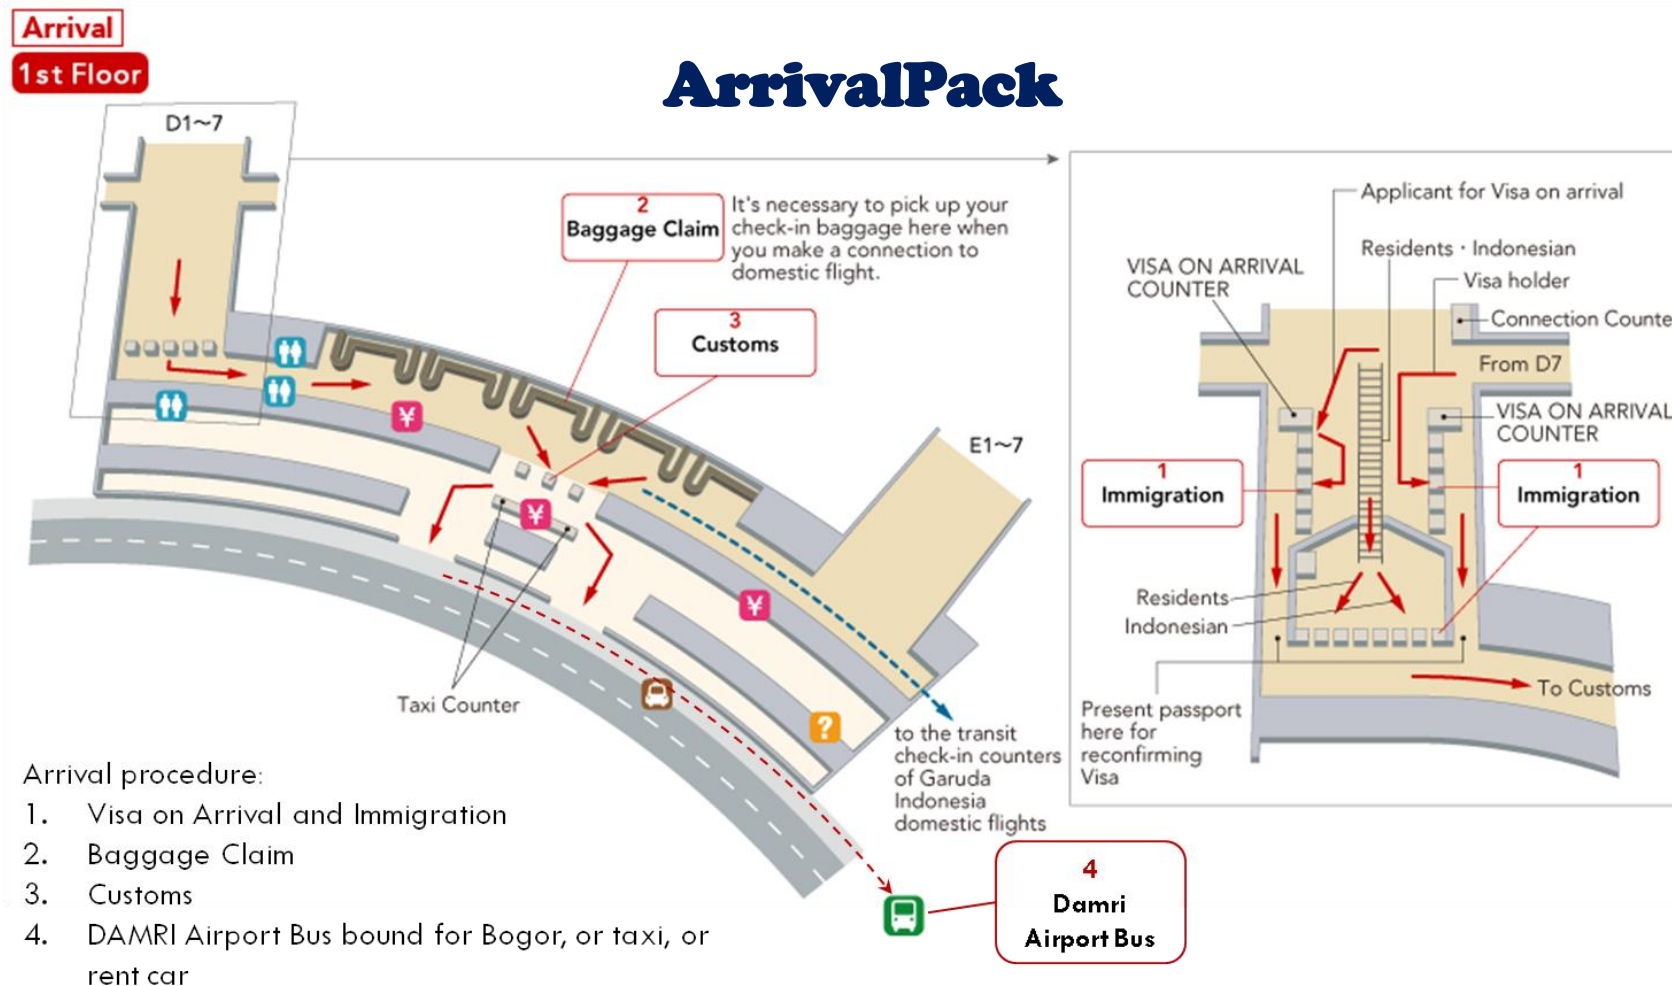 Arrival
1st Floor
ArrivalPack
D1~7
2
Baggage Claim
It's necessary to pick up your
check-in baggage here when
you make a connection to
domestic flight.
3
Customs
E1~7
¥
¥
¥
?
Taxi Counter
to the transit
check-in counters
of Garuda
Indonesia
domestic flights
Applicant for Visa on arrival
Residents · Indonesian
VISA ON ARRIVAL
COUNTER
Visa holder
Connection Counte
From D7
VISA ON ARRIVAL
COUNTER
1
Immigration
1
Immigration
Residents
Indonesian
To Customs
Present passport
here for
reconfirming
Visa
Arrival procedure:
1. Visa on Arrival and Immigration
2. Baggage Claim
3. Customs
4. DAMRI Airport Bus bound for Bogor, or taxi, or
rent car
4
Damri
Airport Bus